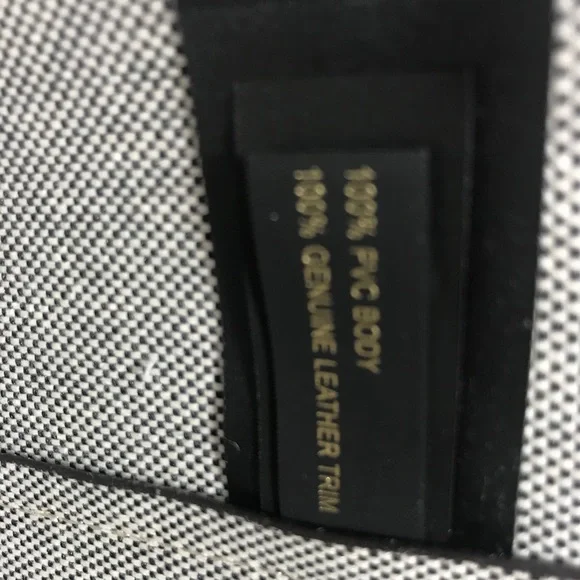 100% PVC BODY
100% GENUINE LEATHER TRIM